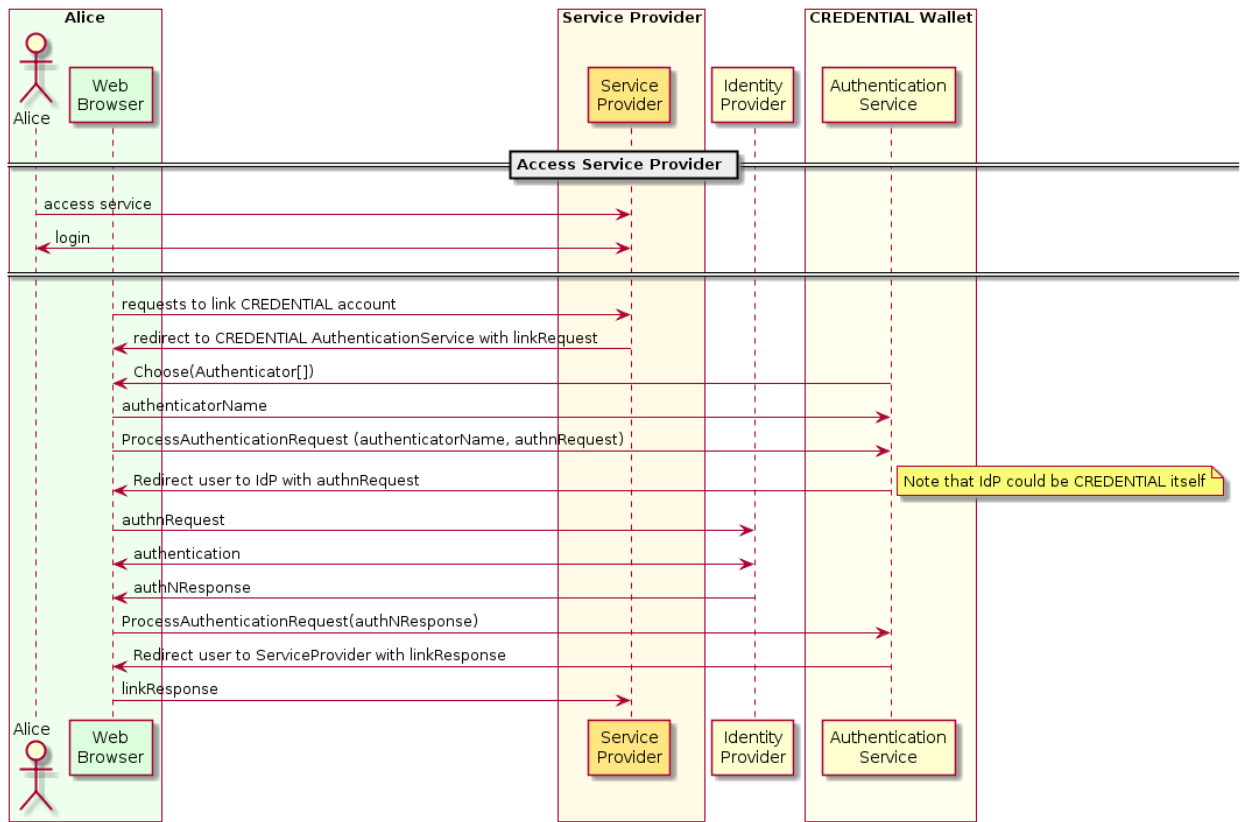 Alice
Service Provider
CREDENTIAL Wallet
Alice
Web
Browser
Service
Provider
Identity
Provider
Authentication
Service
Access Service Provider
access service
login
requests to link CREDENTIAL account
redirect to CREDENTIAL AuthenticationService with linkRequest
Choose(Authenticator[])
authenticatorName
ProcessAuthenticationRequest (authenticatorName, authnRequest)
Redirect user to IdP with authnRequest
Note that IdP could be CREDENTIAL itself
authnRequest
authentication
authNResponse
ProcessAuthenticationRequest(authNResponse)
Redirect user to ServiceProvider with linkResponse
linkResponse
Alice
Web
Browser
Service
Provider
Identity
Provider
Authentication
Service